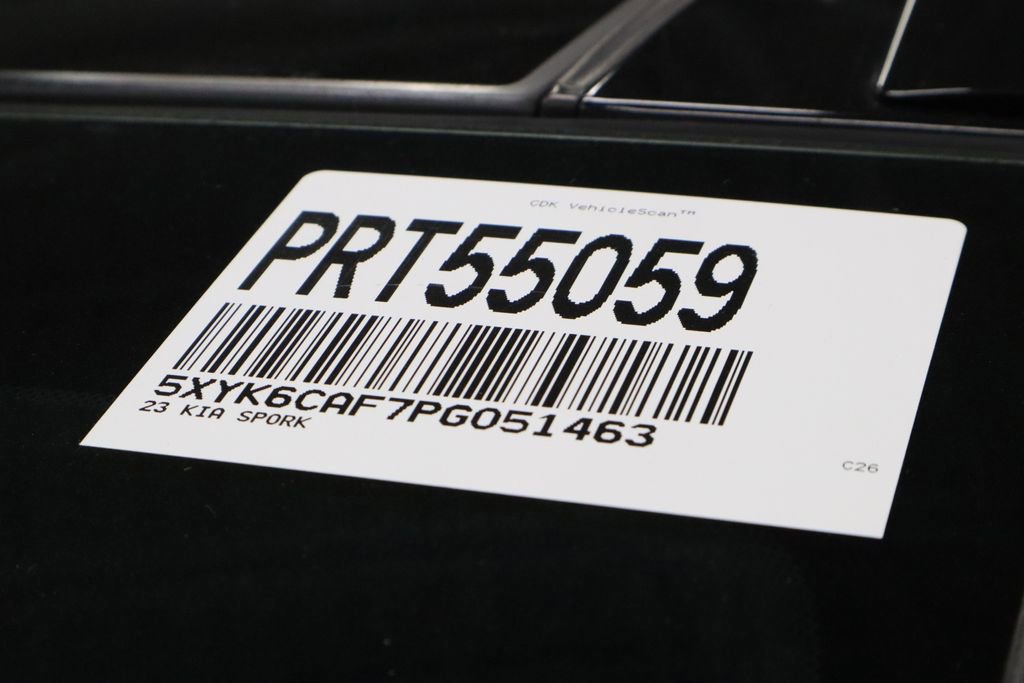 CDK VehicleScan™
PRT55059
5XYK6CAF7PG051463
23 KIA SPORK
C26